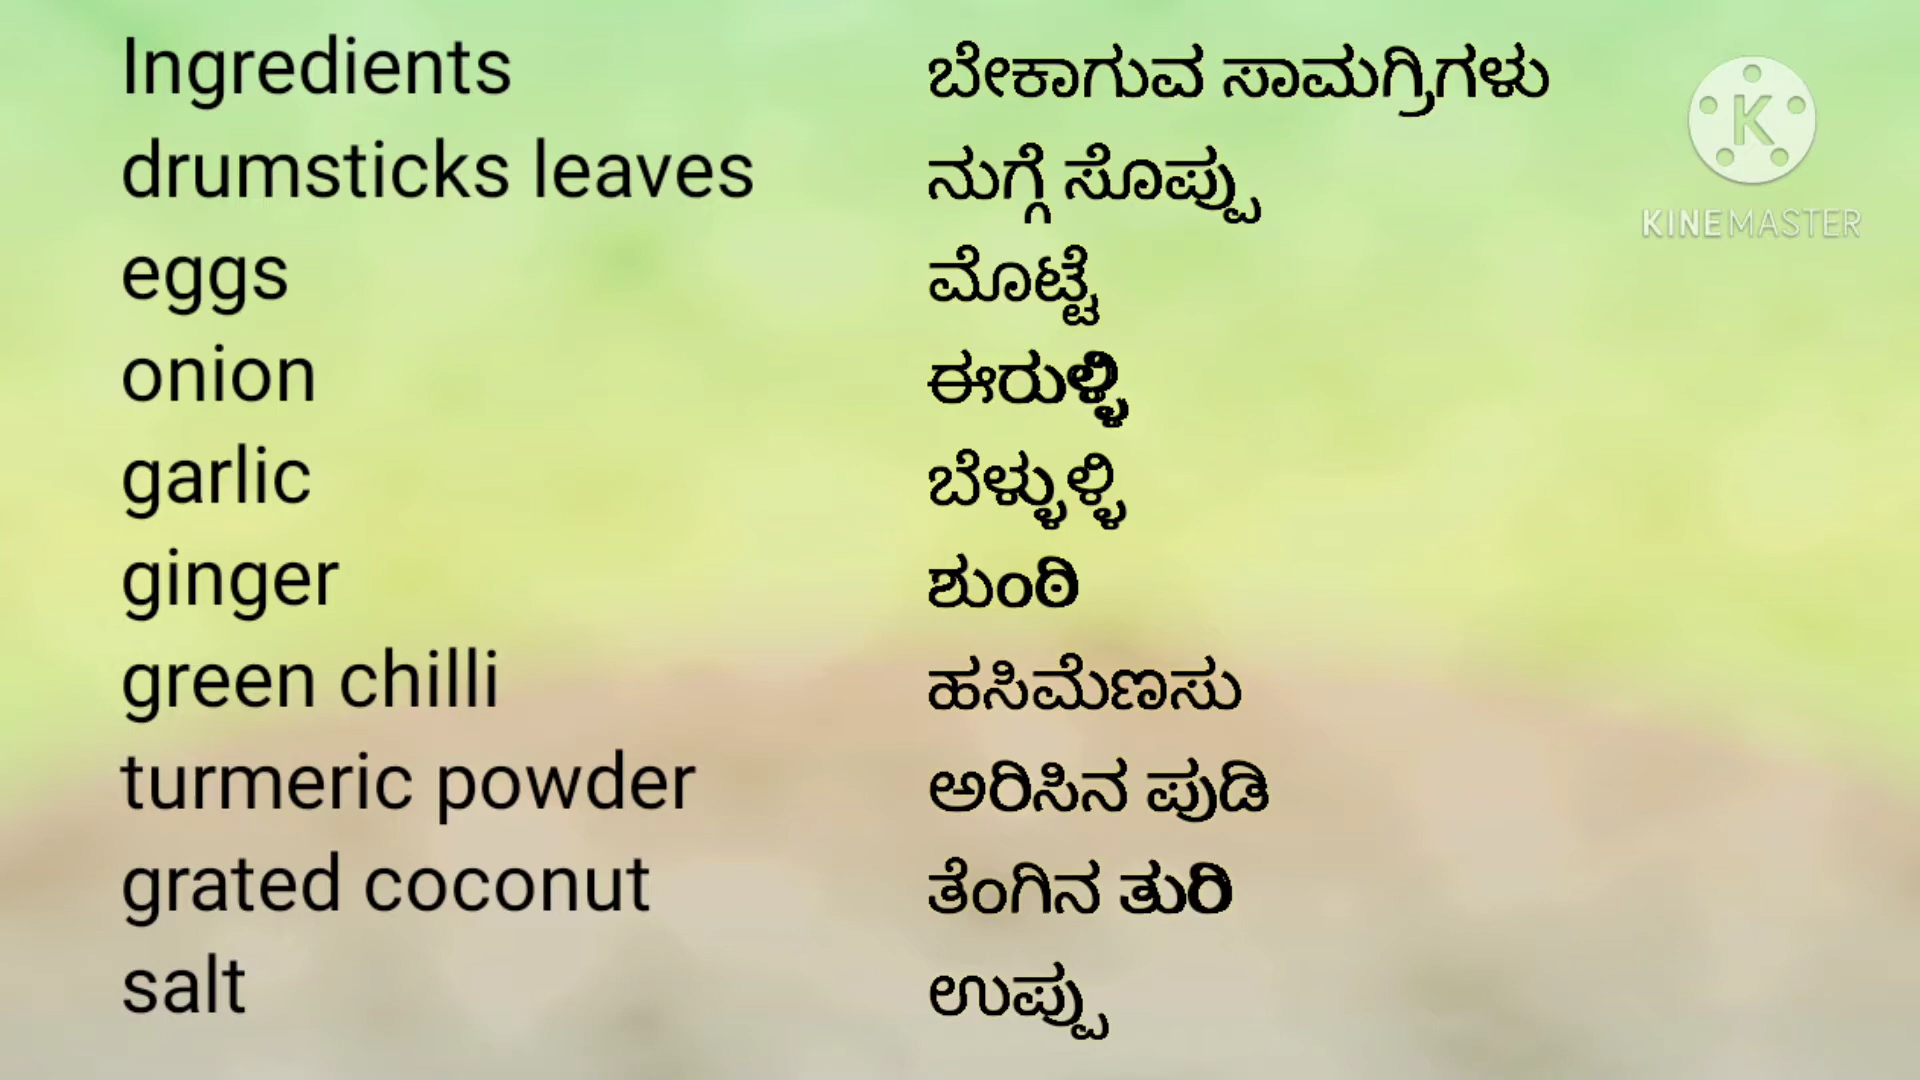 Ingredients ಬೇಕಾಗುವ ಸಾಮಗ್ರಿಗಳು
drumsticks leaves ನುಗ್ಗೆ ಸೊಪ್ಪು
eggs ಮೊಟ್ಟೆ
onion ಈರುಳ್ಳಿ
garlic ಬೆಳ್ಳುಳ್ಳಿ
ginger ಶುಂಠಿ
green chilli ಹಸಿಮೆಣಸು
turmeric powder ಅರಿಸಿನ ಪುಡಿ
grated coconut ತೆಂಗಿನ ತುರಿ
salt ಉಪ್ಪು
K
KINEMASTER